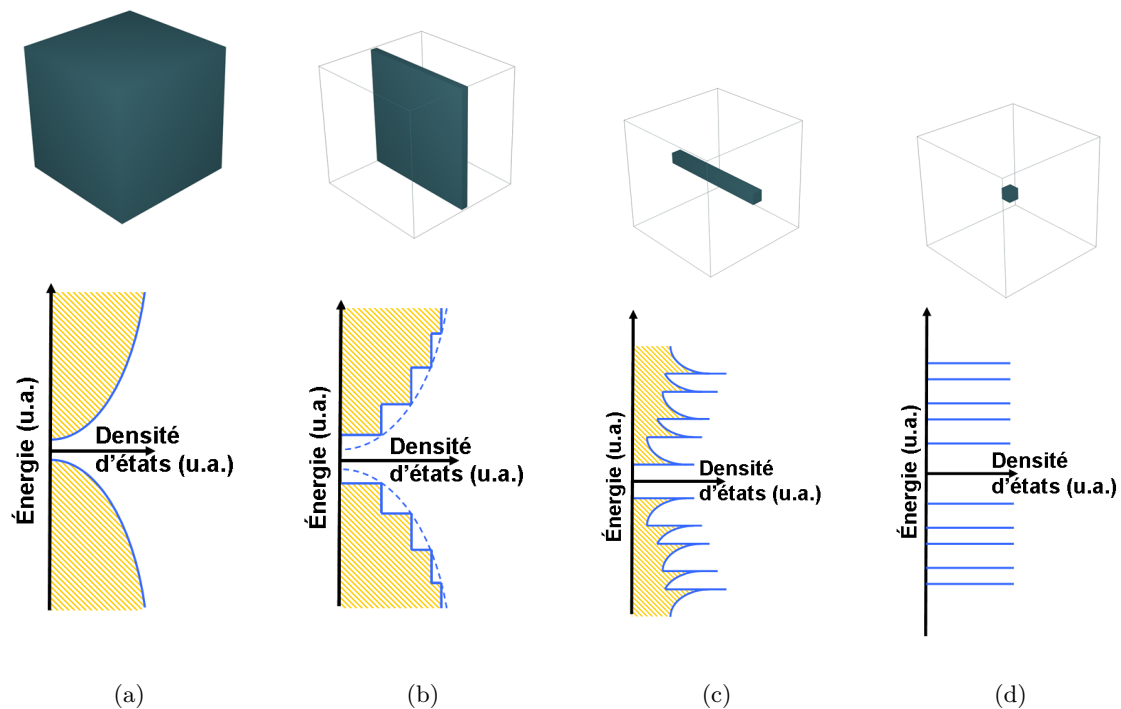 Énergie (u.a.)
Densité
d'états (u.a.)
Énergie (u.a.)
Densité
d'états (u.a.)
Énergie (u.a.)
Densité
d'états (u.a.)
Énergie (u.a.)
Densité
d'états (u.a.)
(a)
(b)
(c)
(d)